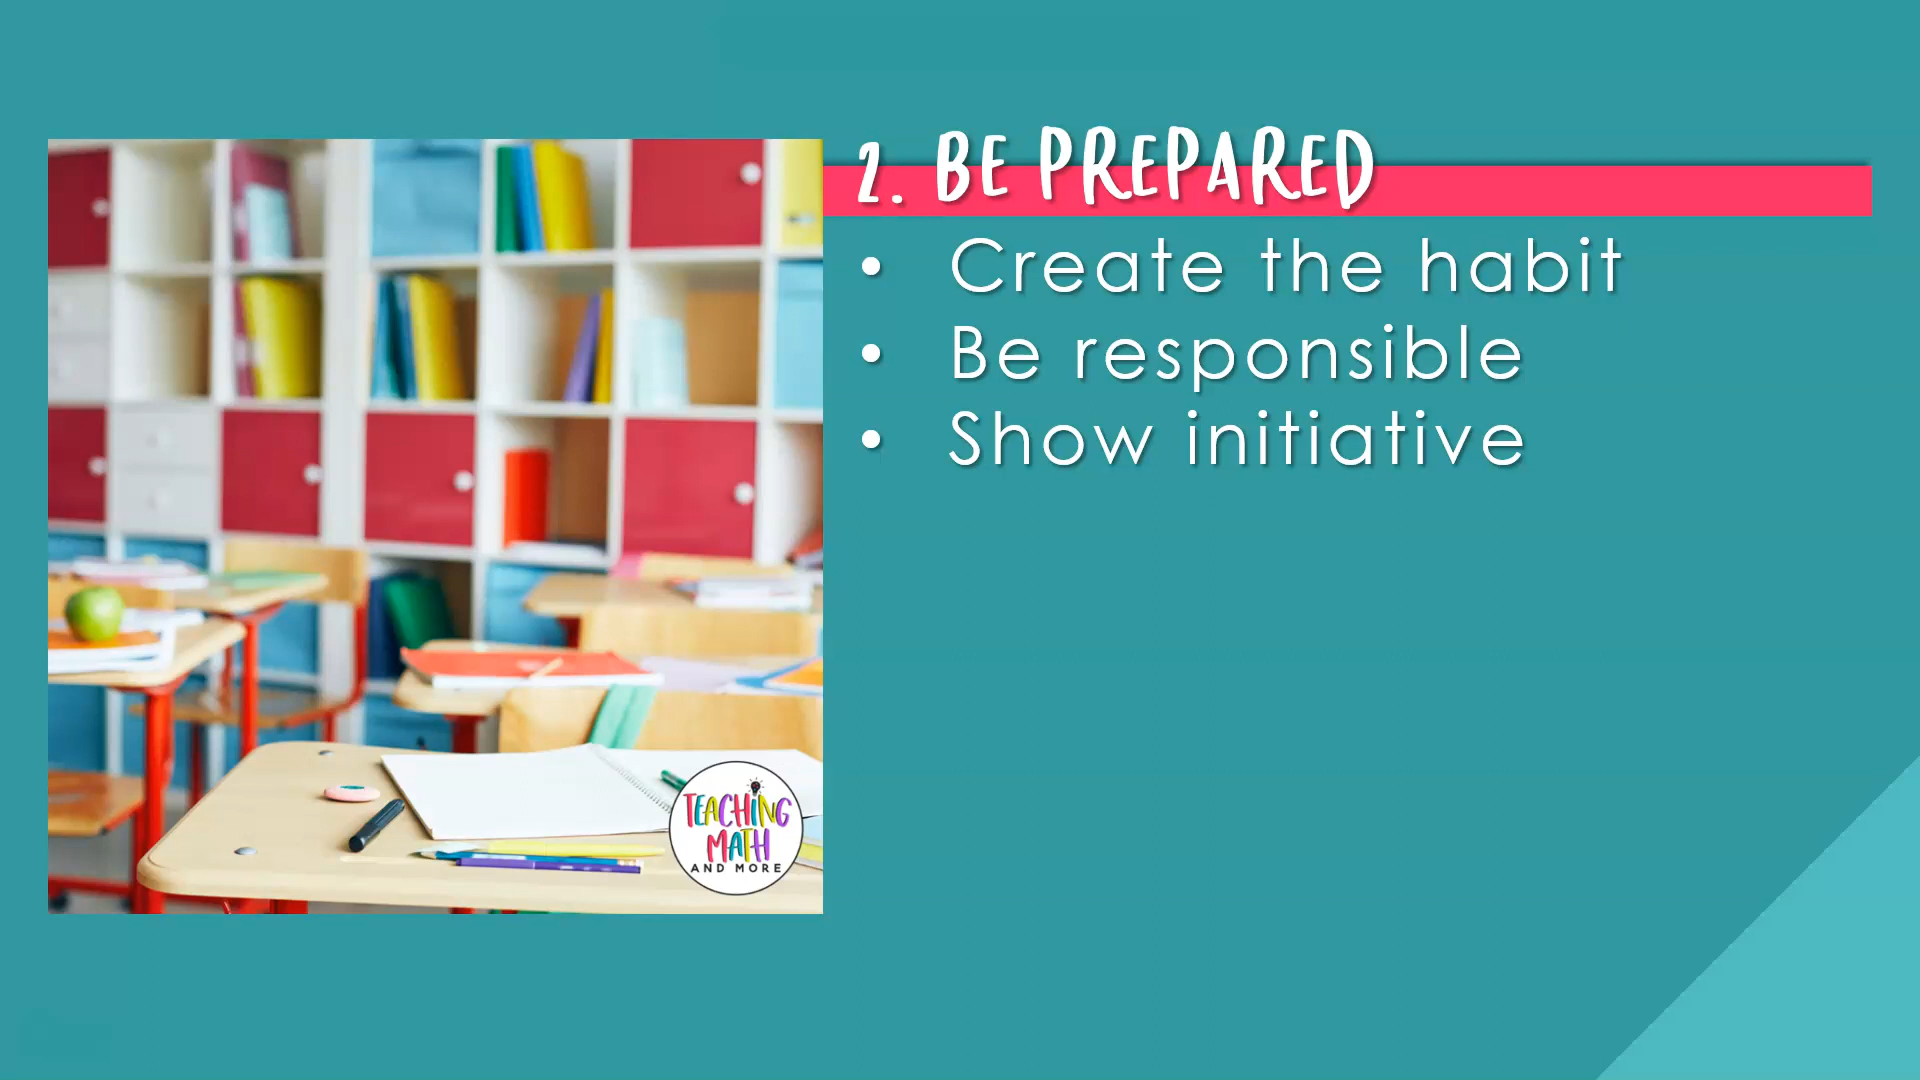 2. BE PREPARED
• Create the habit
• Be responsible
• Show initiative
TEACHING
MATH
AND MORE